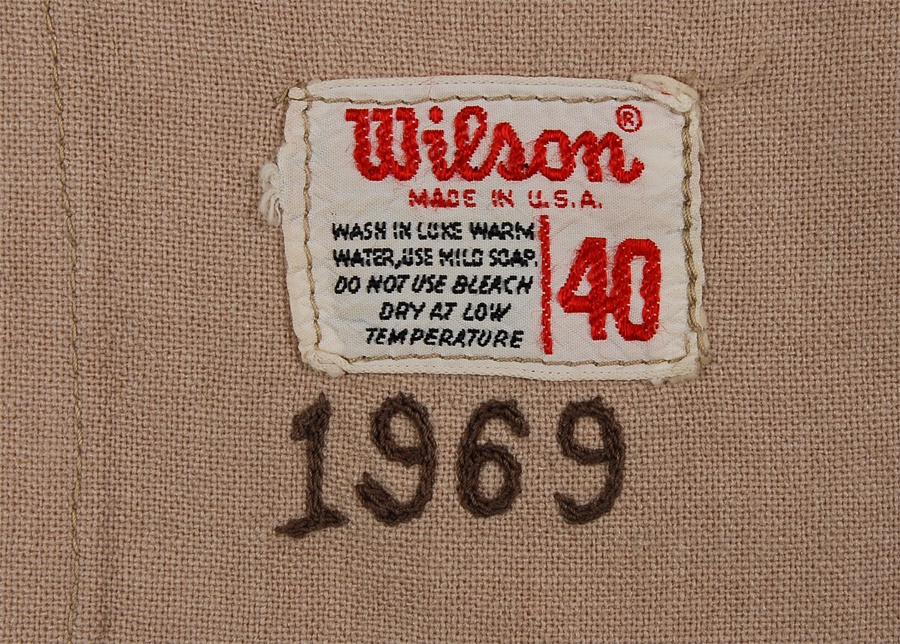 Wilson®
MADE IN U.S.A.
WASH IN LUKE WARM
WATER, USE MILD SOAP.
DO NOT USE BLEACH
DRY AT LOW
TEMPERATURE
40
1969